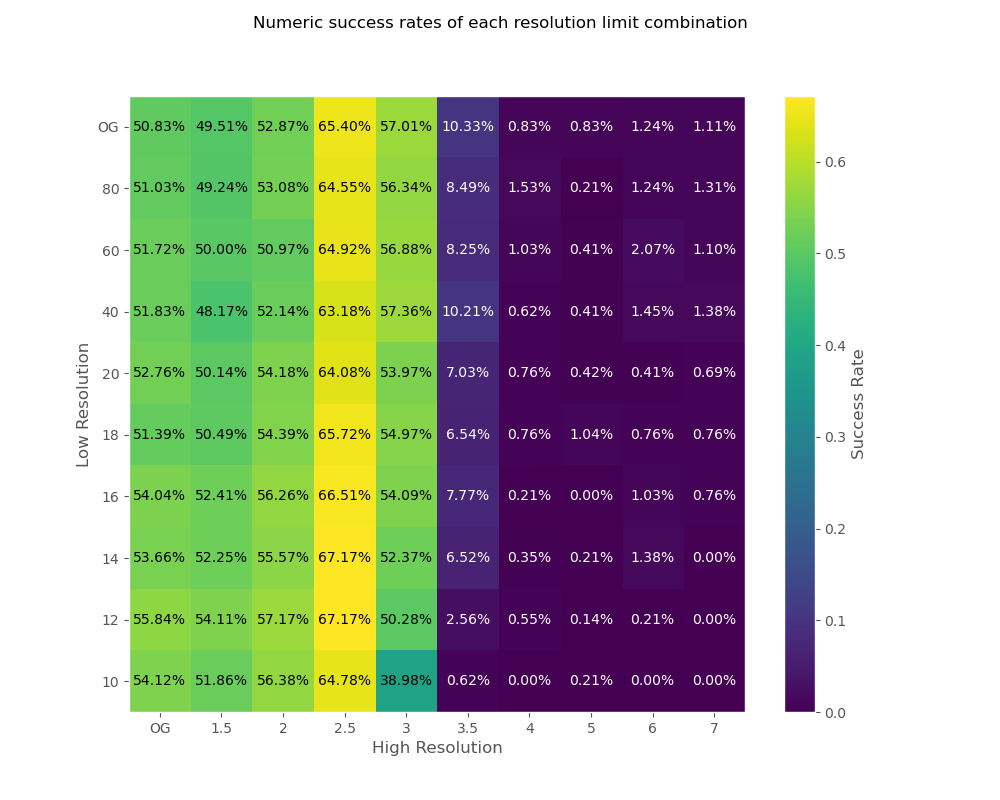 Numeric success rates of each resolution limit combination
OG 50.83% 49.51% 52.87% 65.40% 57.01% 10.33% 0.83% 0.83% 1.24% 1.11%
80 51.03% 49.24% 53.08% 64.55% 56.34% 8.49% 1.53% 0.21% 1.24% 1.31%
60 51.72% 50.00% 50.97% 64.92% 56.88% 8.25% 1.03% 0.41% 2.07% 1.10%
40 51.83% 48.17% 52.14% 63.18% 57.36% 10.21% 0.62% 0.41% 1.45% 1.38%
20 52.76% 50.14% 54.18% 64.08% 53.97% 7.03% 0.76% 0.42% 0.41% 0.69%
18 51.39% 50.49% 54.39% 65.72% 54.97% 6.54% 0.76% 1.04% 0.76% 0.76%
16 54.04% 52.41% 56.26% 66.51% 54.09% 7.77% 0.21% 0.00% 1.03% 0.76%
14 53.66% 52.25% 55.57% 67.17% 52.37% 6.52% 0.35% 0.21% 1.38% 0.00%
12 55.84% 54.11% 57.17% 67.17% 50.28% 2.56% 0.55% 0.14% 0.21% 0.00%
10 54.12% 51.86% 56.38% 64.78% 38.98% 0.62% 0.00% 0.21% 0.00% 0.00%
OG 1.5 2 2.5 3 3.5 4 5 6 7
High Resolution
Low Resolution
0.6
0.5
0.4
0.3
0.2
0.1
0.0
Success Rate